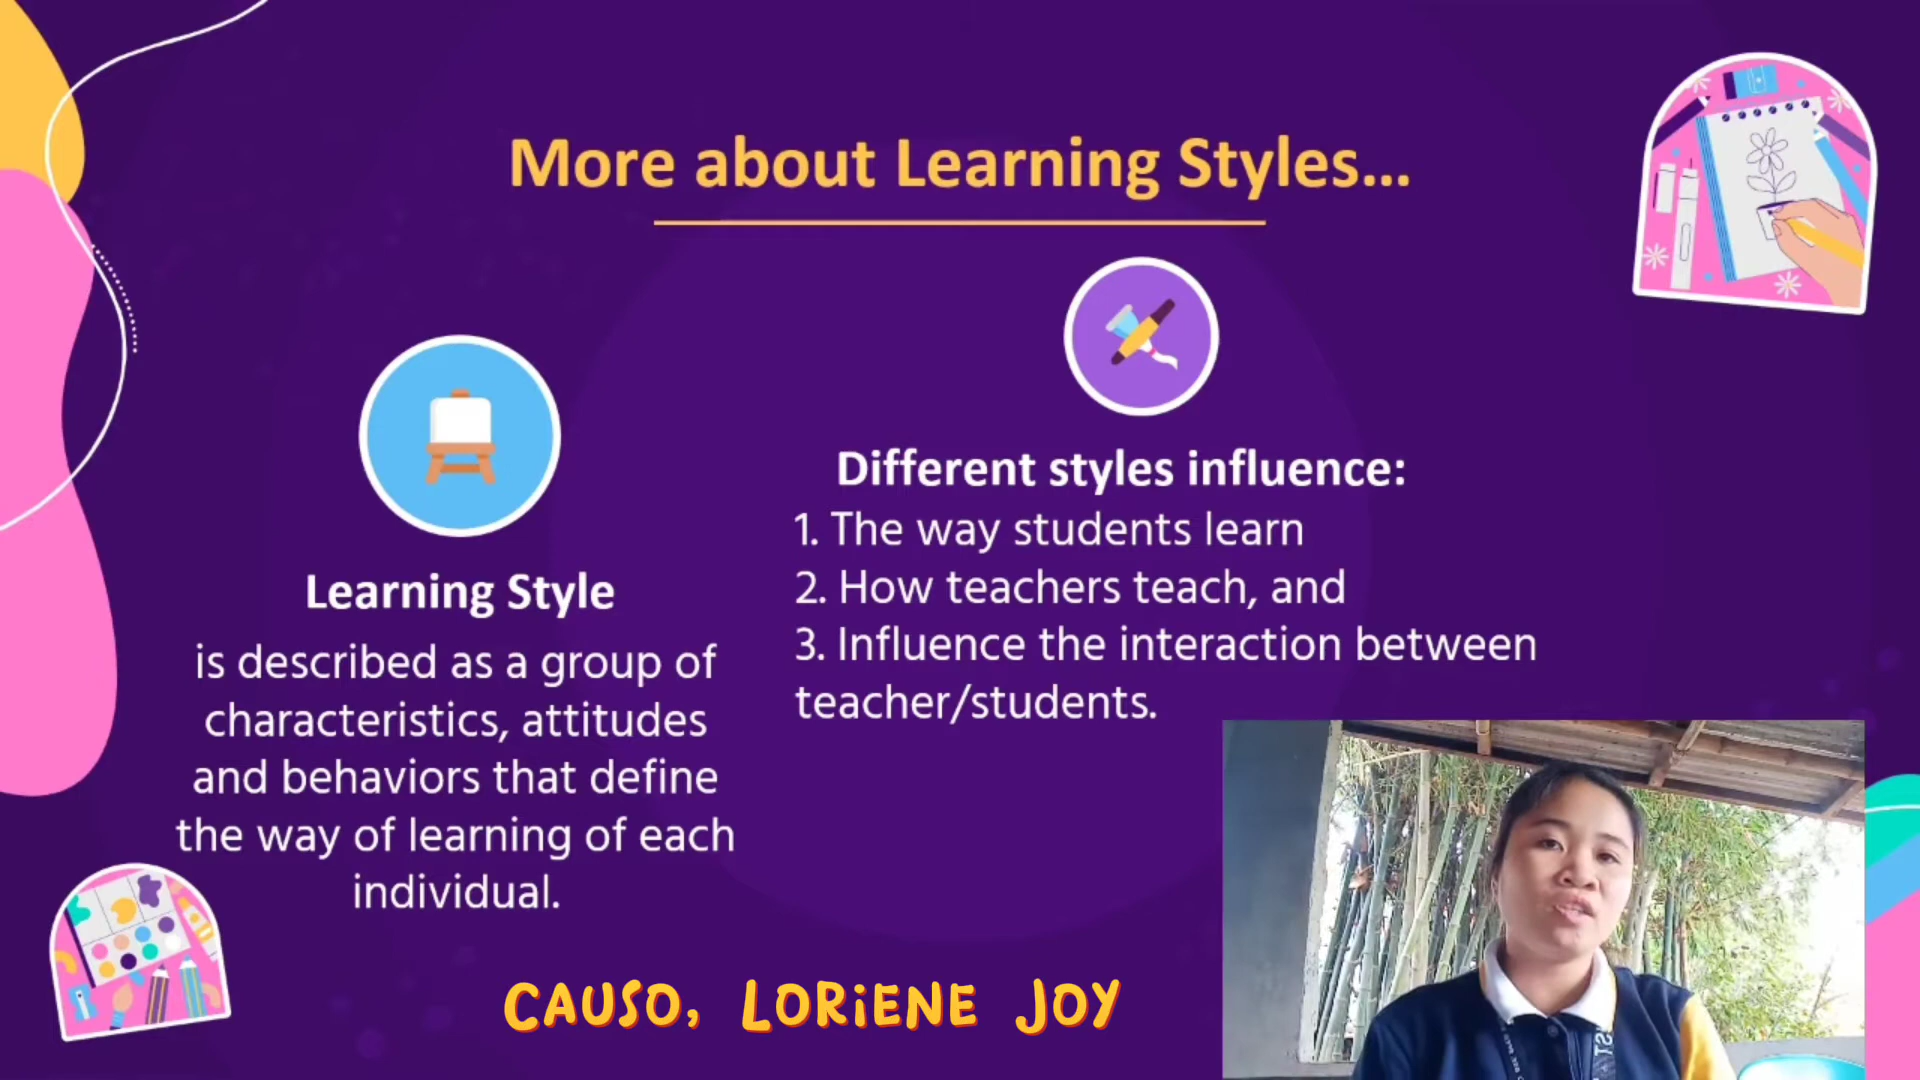 More about Learning Styles...
Learning Style
is described as a group of
characteristics, attitudes
and behaviors that define
the way of learning of each
individual.
Different styles influence:
1. The way students learn
2. How teachers teach, and
3. Influence the interaction between
teacher/students.
CAUSO, LORiENE JOY